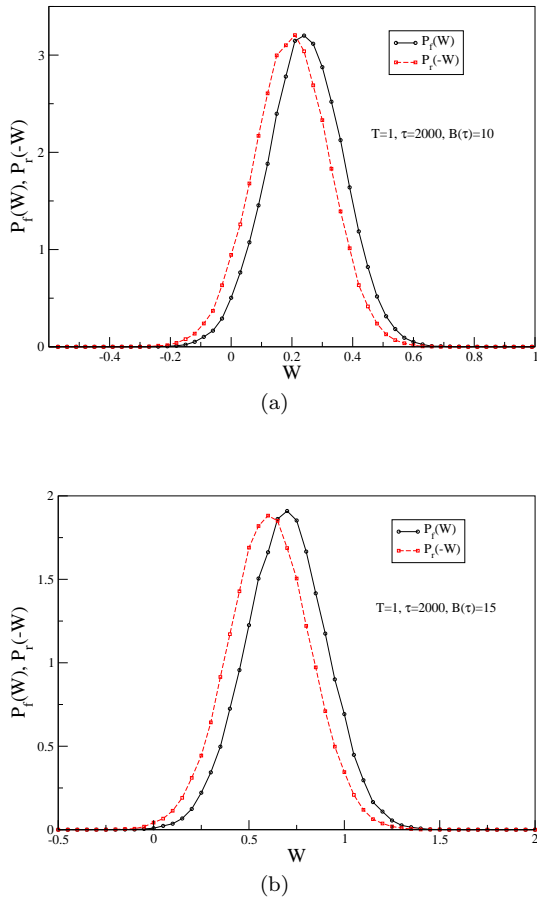 3
2
1
0
P_f(W), P_r(-W)
P_f(W)
P_r(-W)
T=1, τ=2000, B(τ)=10
-0.4 -0.2 0 0.2 0.4 0.6 0.8 1
W
(a)
2
1.5
1
0.5
0
P_f(W), P_r(-W)
P_f(W)
P_r(-W)
T=1, τ=2000, B(τ)=15
-0.5 0 0.5 1 1.5 2
W
(b)